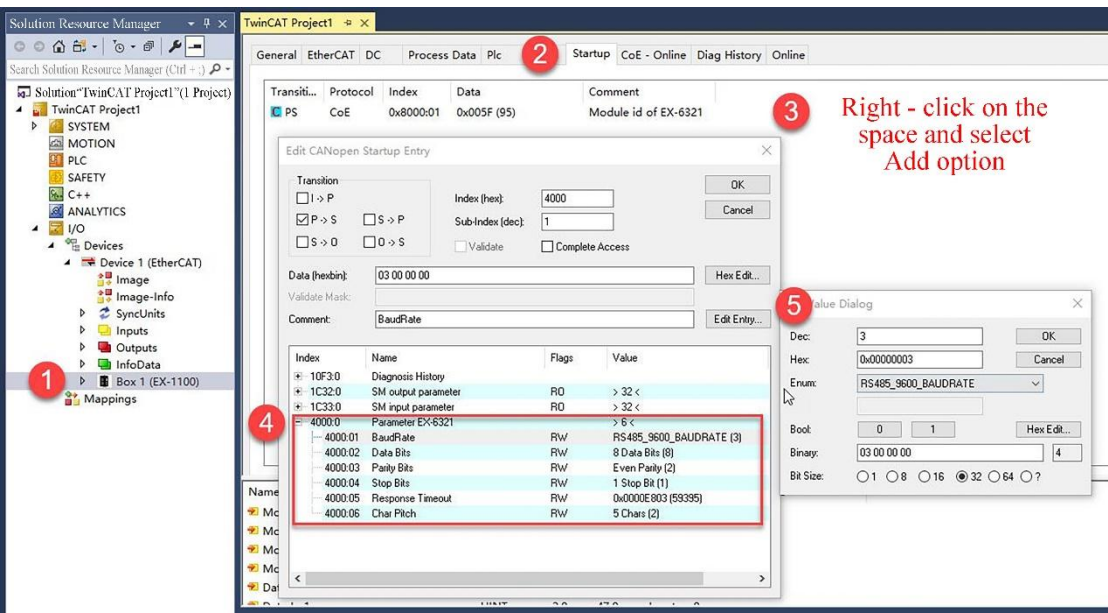 Solution Resource Manager
Search Solution Resource Manager (Ctrl + ;)
Solution"TwinCAT Project1"(1 Project)
TwinCAT Project1
SYSTEM
MOTION
PLC
SAFETY
C++
ANALYTICS
I/O
Devices
Device 1 (EtherCAT)
Image
Image-Info
SyncUnits
Inputs
Outputs
InfoData
1
Box 1 (EX-1100)
Mappings
TwinCAT Project1
General EtherCAT DC Process Data Plc 2 Startup CoE - Online Diag History Online
Transiti... Protocol Index Data Comment
C PS CoE 0x8000:01 0x005F (95) Module id of EX-6321
3
Right - click on the
space and select
Add option
Edit CANopen Startup Entry
Transition
I -> P
P -> S S -> P
S -> O O -> S
Index (hex): 4000
Sub-Index (dec): 1
Validate Complete Access
OK
Cancel
Data (hexbin): 03 00 00 00 Hex Edit...
Validate Mask:
Comment: BaudRate Edit Entry...
Index Name Flags Value
10F3:0 Diagnosis History
1C32:0 SM output parameter RO > 32 <
1C33:0 SM input parameter RO > 32 <
4
4000:0 Parameter EX-6321 > 6 <
4000:01 BaudRate RW RS485_9600_BAUDRATE (3)
4000:02 Data Bits RW 8 Data Bits (8)
4000:03 Parity Bits RW Even Parity (2)
4000:04 Stop Bits RW 1 Stop Bit (1)
4000:05 Response Timeout RW 0x0000E803 (59395)
4000:06 Char Pitch RW 5 Chars (2)
5
Value Dialog
Dec: 3 OK
Hex: 0x00000003 Cancel
Enum: RS485_9600_BAUDRATE
Bool: 0 1 Hex Edit...
Binary: 03 00 00 00 4
Bit Size: 1 8 16 32 64 ?
Name
Mo
Mc
Mc
Mc
Dat